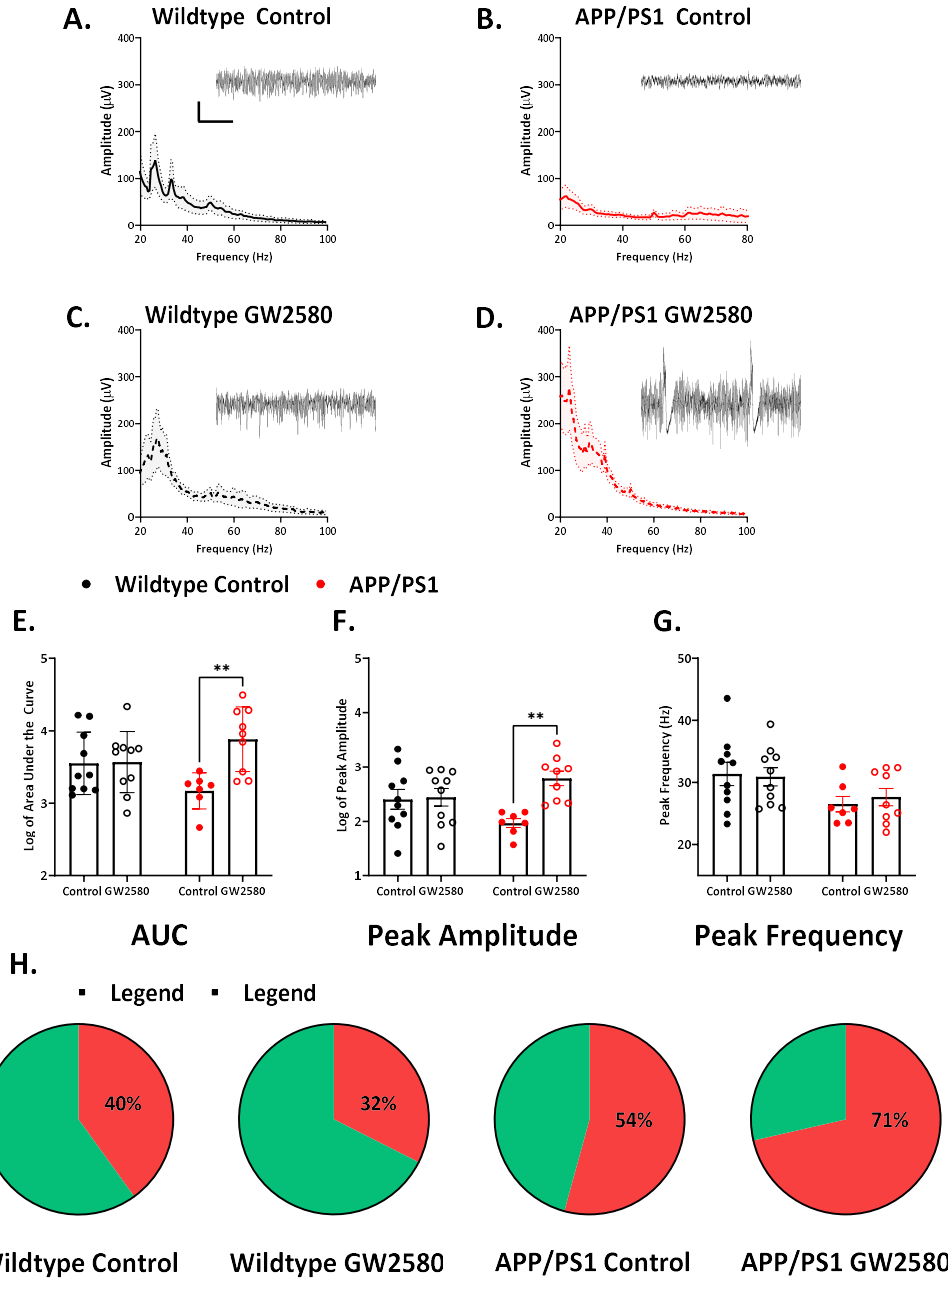 A. Wildtype Control
B. APP/PS1 Control
400
300
200
100
0
Amplitude (µV)
20 40 60 80 100
Frequency (Hz)
400
300
200
100
0
Amplitude (µV)
20 40 60 80
Frequency (Hz)
C. Wildtype GW2580
D. APP/PS1 GW2580
400
300
200
100
0
Amplitude (µV)
20 40 60 80 100
Frequency (Hz)
400
300
200
100
0
Amplitude (µV)
20 40 60 80 100
Frequency (Hz)
Wildtype Control APP/PS1
E.
5
4
3
2
Log of Area Under the Curve
**
Control GW2580 Control GW2580
AUC
F.
5
4
3
2
1
Log of Peak Amplitude
**
Control GW2580 Control GW2580
Peak Amplitude
G.
50
40
30
20
Peak Frequency (Hz)
Control GW2580 Control GW2580
Peak Frequency
H.
Legend Legend
40%
32%
54%
71%
ildtype Control
Wildtype GW2580
APP/PS1 Control
APP/PS1 GW2580